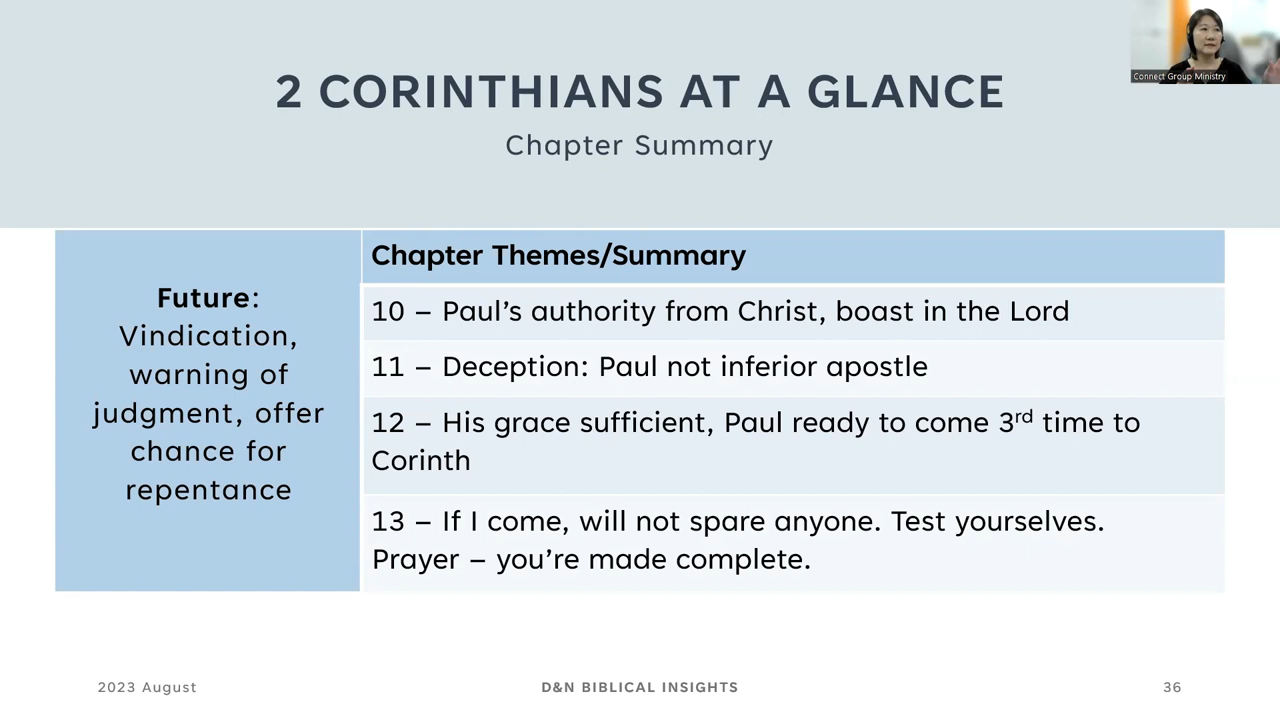 Connect Group Ministry
2 CORINTHIANS AT A GLANCE
Chapter Summary
Future:
Vindication,
warning of
judgment, offer
chance for
repentance
Chapter Themes/Summary
10 – Paul’s authority from Christ, boast in the Lord
11 – Deception: Paul not inferior apostle
12 – His grace sufficient, Paul ready to come 3rd time to
Corinth
13 – If I come, will not spare anyone. Test yourselves.
Prayer – you’re made complete.
2023 August
D&N BIBLICAL INSIGHTS
36